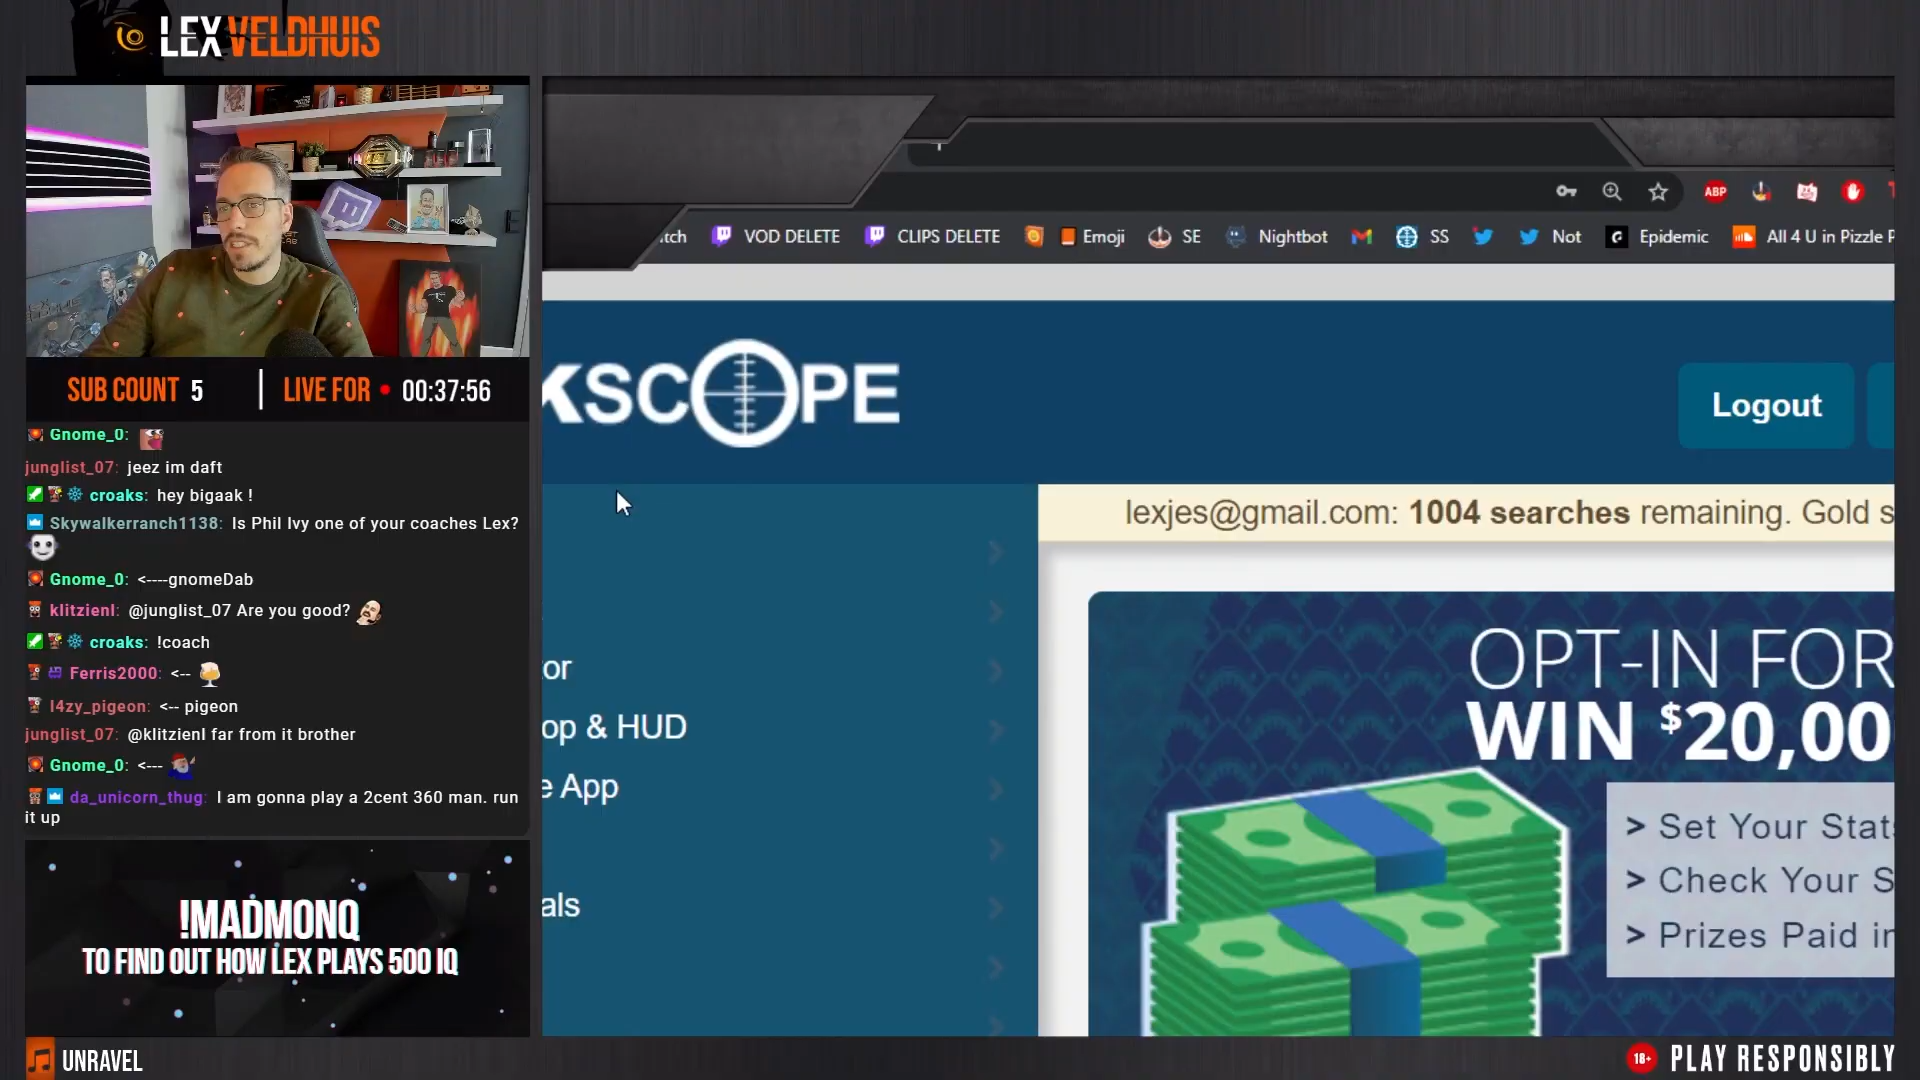 LEX VELDHUIS
SUB COUNT 5
LIVE FOR 00:37:56
Gnome_0:
junglist_07: jeez im daft
croaks: hey bigaak !
Skywalkerranch1138: Is Phil Ivy one of your coaches Lex?
Gnome_0: <----gnomeDab
klitzienl: @junglist_07 Are you good?
croaks: !coach
Ferris2000: <--
l4zy_pigeon: <-- pigeon
junglist_07: @klitzienl far from it brother
Gnome_0: <---
da_unicorn_thug: I am gonna play a 2cent 360 man. run
it up
!MADMONQ
TO FIND OUT HOW LEX PLAYS 500 IQ
UNRAVEL
ABP
tch VOD DELETE CLIPS DELETE Emoji SE Nightbot SS Not Epidemic All 4 U in Pizzle P
KSCOPE
Logout
lexjes@gmail.com: 1004 searches remaining. Gold s
or
op & HUD
e App
als
OPT-IN FOR
WIN $20,00
> Set Your Stat
> Check Your S
> Prizes Paid in
18+ PLAY RESPONSIBLY